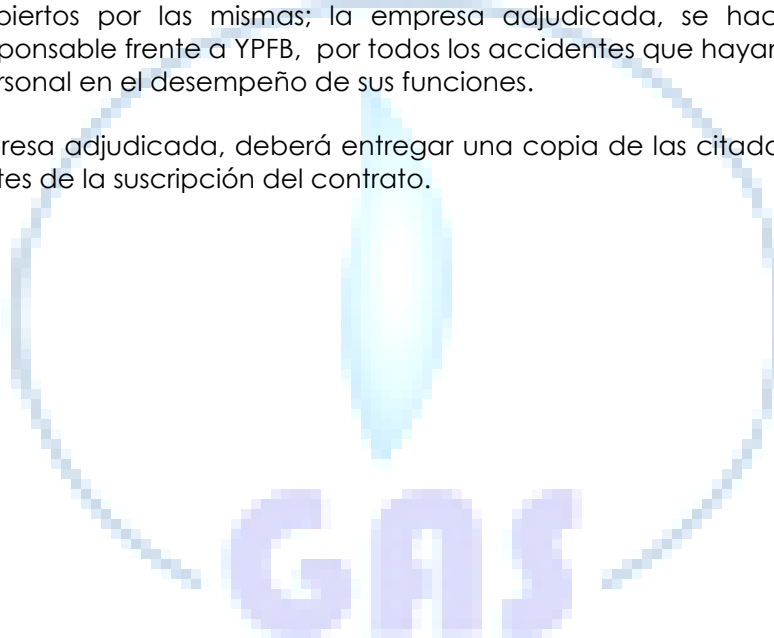 biertos por las mismas; la empresa adjudicada, se hac
ponsable frente a YPFB, por todos los accidentes que hayan
rsonal en el desempeño de sus funciones.
resa adjudicada, deberá entregar una copia de las citada
tes de la suscripción del contrato.
GAS